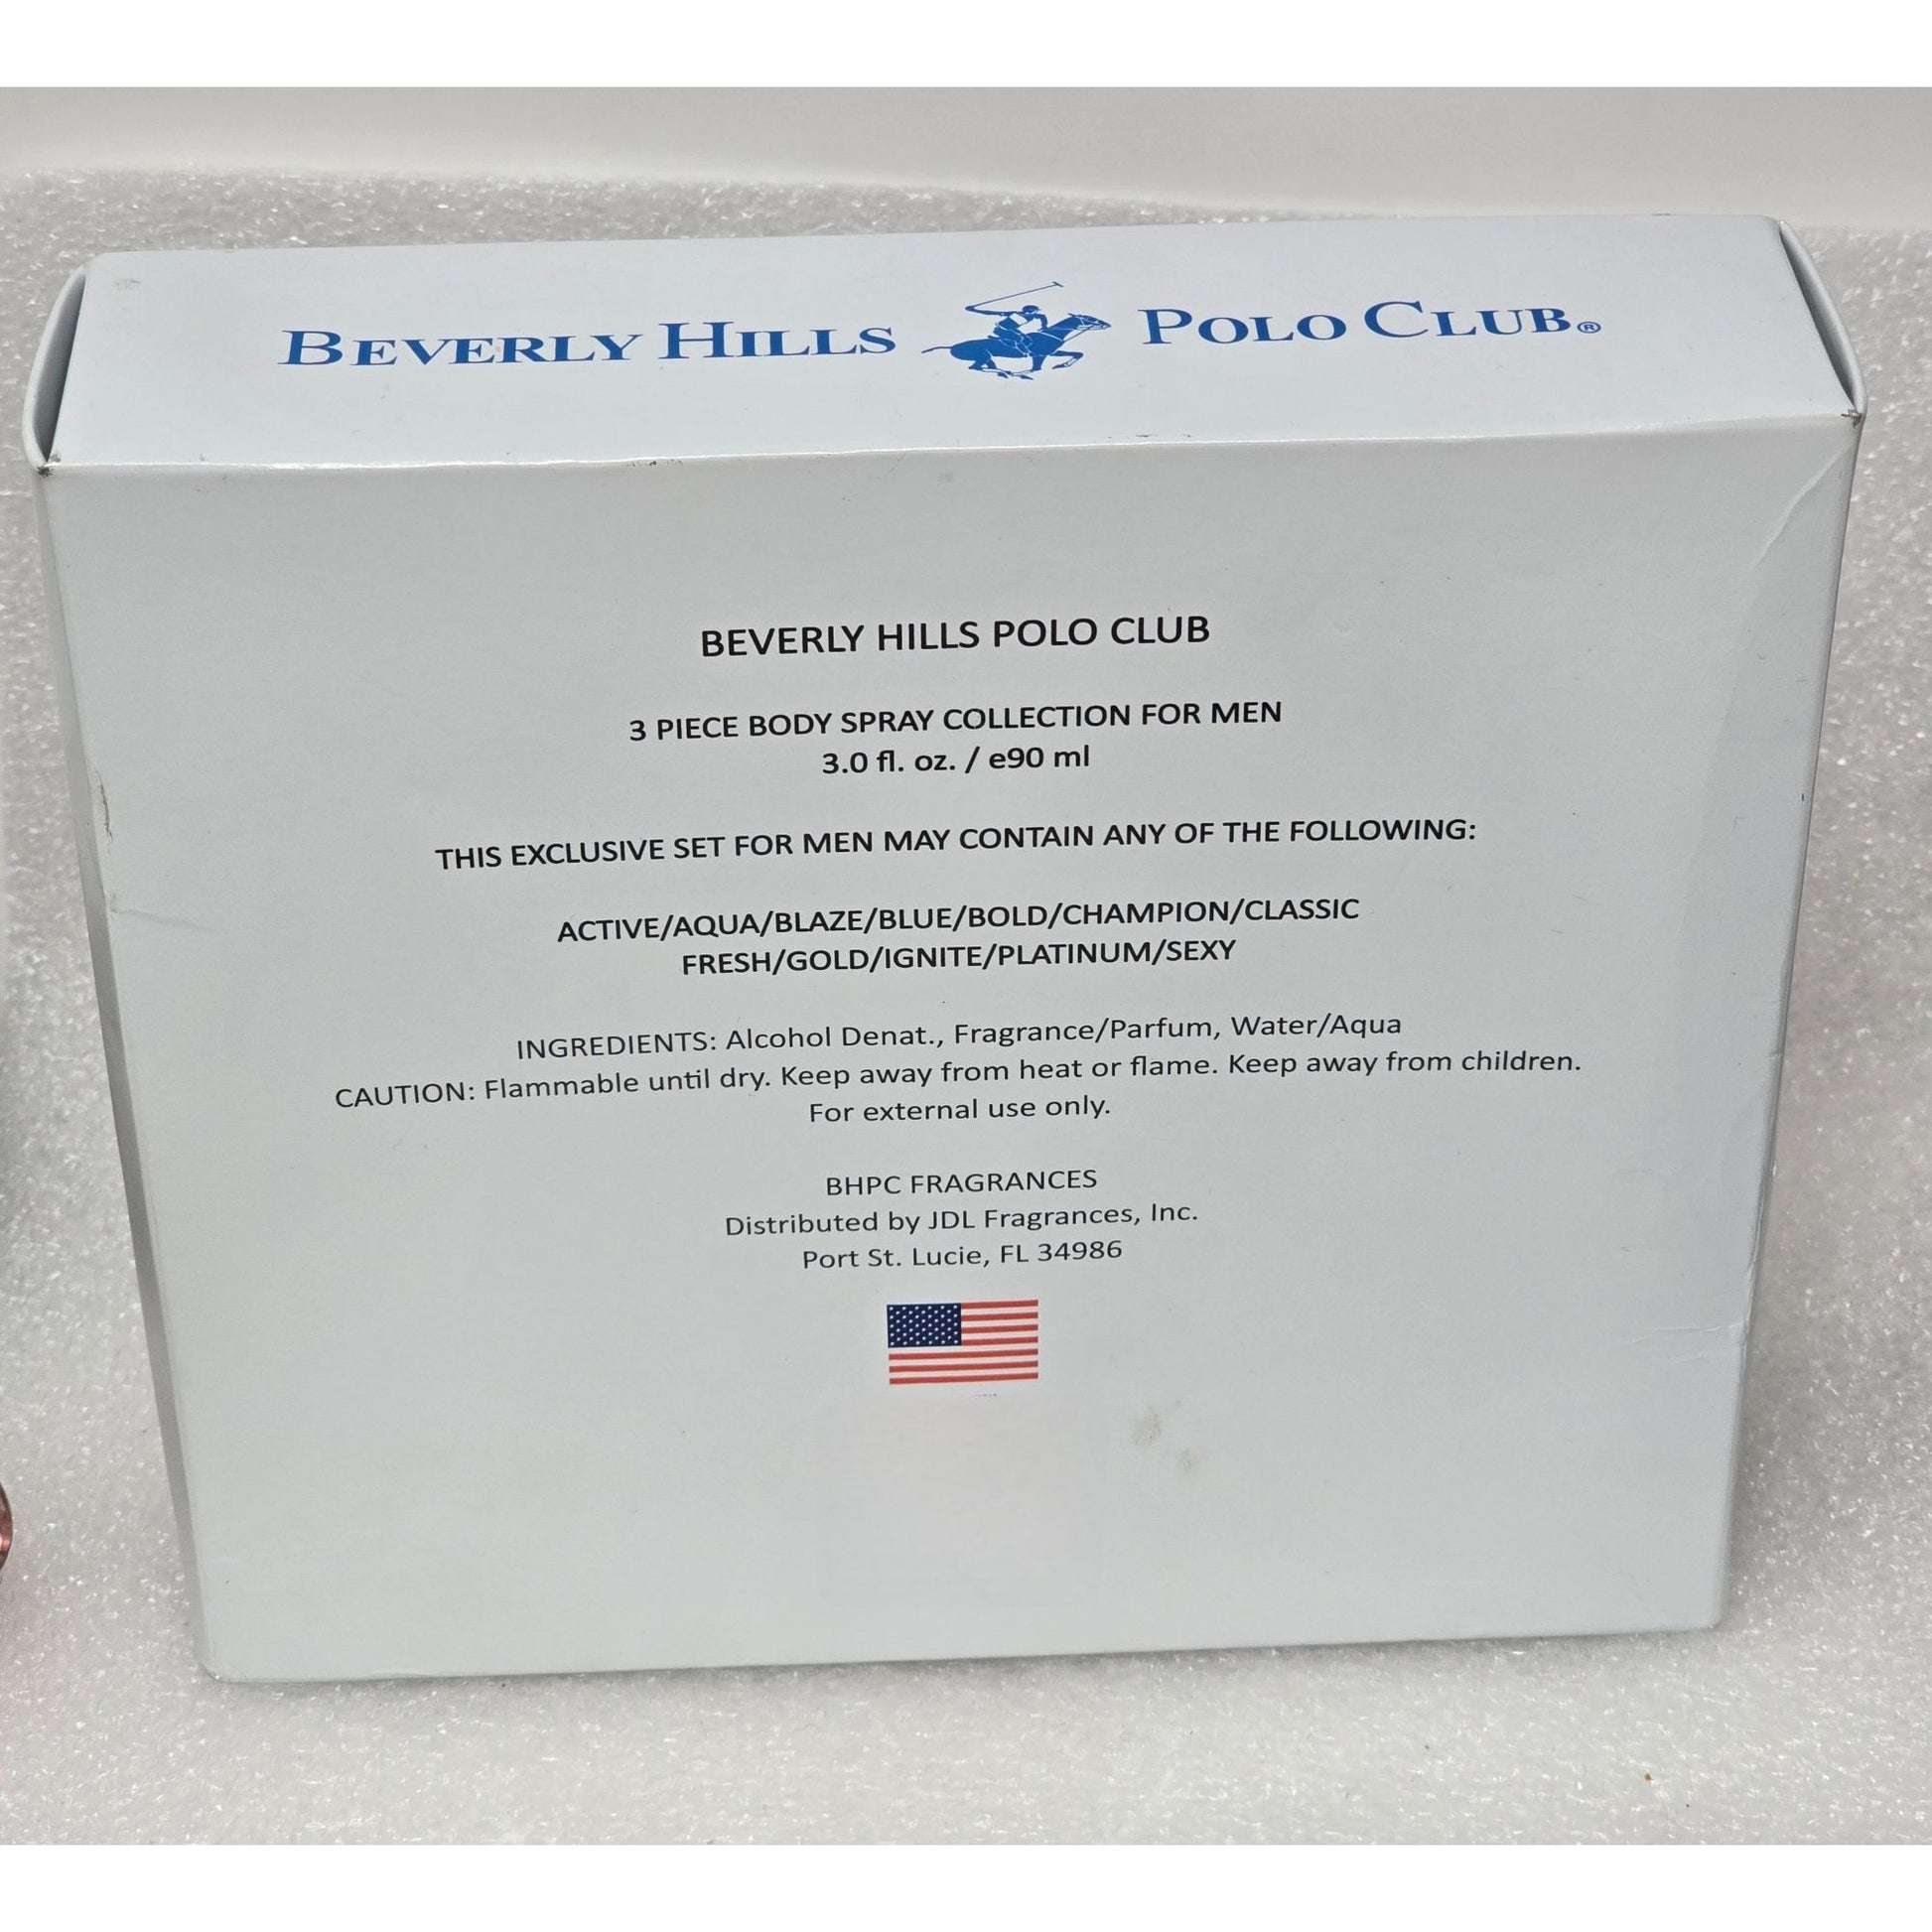 BEVERLY HILLS POLO CLUB®
BEVERLY HILLS POLO CLUB
3 PIECE BODY SPRAY COLLECTION FOR MEN
3.0 fl. oz. / e90 ml
THIS EXCLUSIVE SET FOR MEN MAY CONTAIN ANY OF THE FOLLOWING:
ACTIVE/AQUA/BLAZE/BLUE/BOLD/CHAMPION/CLASSIC
FRESH/GOLD/IGNITE/PLATINUM/SEXY
INGREDIENTS: Alcohol Denat., Fragrance/Parfum, Water/Aqua
CAUTION: Flammable until dry. Keep away from heat or flame. Keep away from children.
For external use only.
BHPC FRAGRANCES
Distributed by JDL Fragrances, Inc.
Port St. Lucie, FL 34986